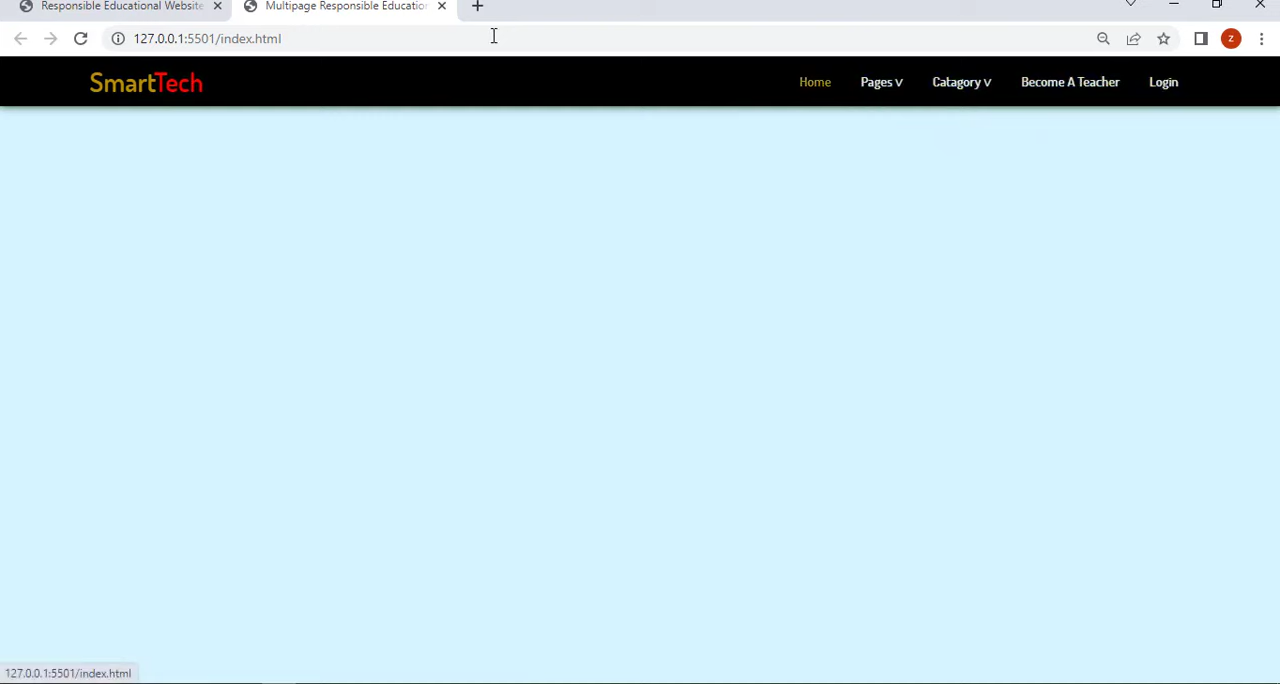 Responsible Educational Website
Multipage Responsible Educatio
127.0.0.1:5501/index.html
z
SmartTech
Home
Pages V
Catagory V
Become A Teacher
Login
127.0.0.1:5501/index.html